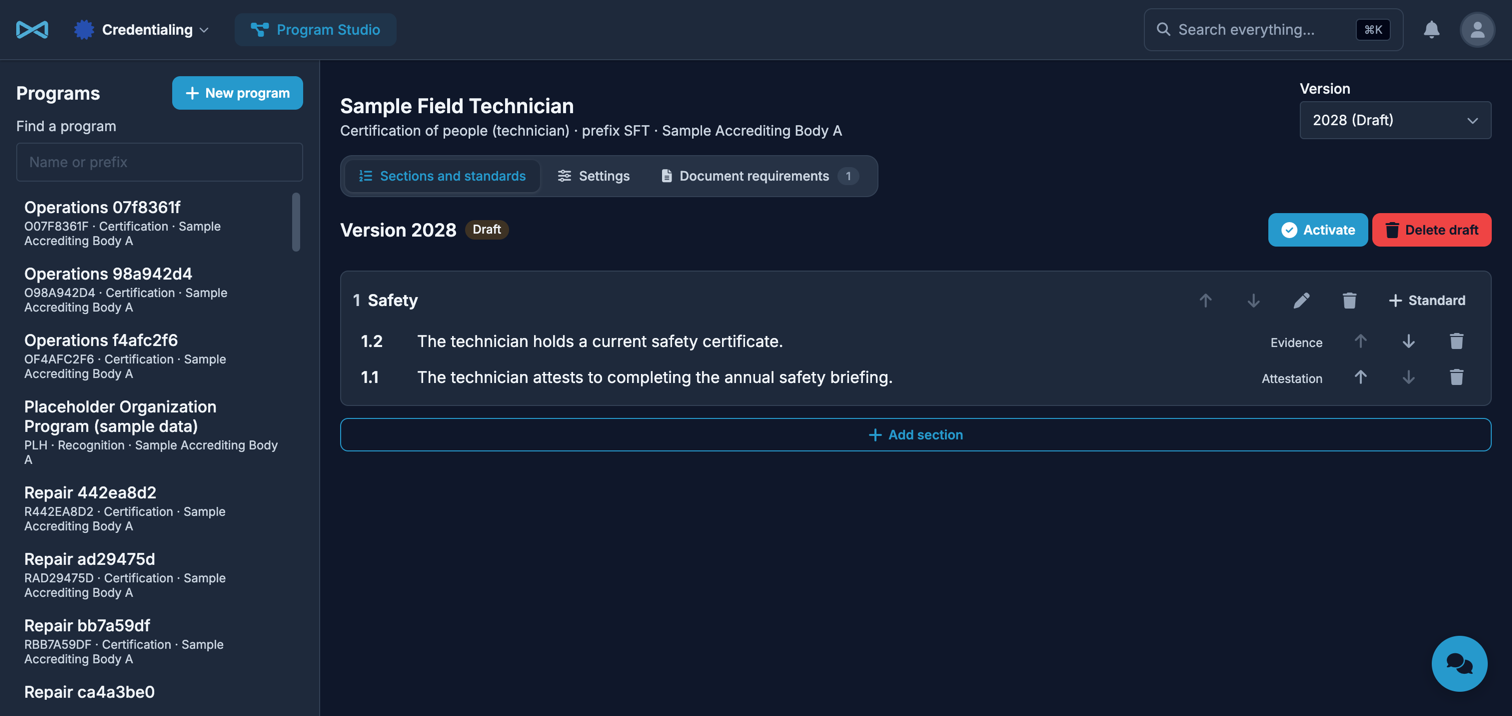 Credentialing
Program Studio
Search everything...
⌘K
Programs
New program
Find a program
Name or prefix
Operations 07f8361f
O07F8361F · Certification · Sample
Accrediting Body A
Operations 98a942d4
O98A942D4 · Certification · Sample
Accrediting Body A
Operations f4afc2f6
OF4AFC2F6 · Certification · Sample
Accrediting Body A
Placeholder Organization
Program (sample data)
PLH · Recognition · Sample Accrediting Body
A
Repair 442ea8d2
R442EA8D2 · Certification · Sample
Accrediting Body A
Repair ad29475d
RAD29475D · Certification · Sample
Accrediting Body A
Repair bb7a59df
RBB7A59DF · Certification · Sample
Accrediting Body A
Repair ca4a3be0
Sample Field Technician
Certification of people (technician) · prefix SFT · Sample Accrediting Body A
Version
2028 (Draft)
Sections and standards
Settings
Document requirements 1
Version 2028 Draft
Activate
Delete draft
1 Safety
Standard
1.2 The technician holds a current safety certificate. Evidence
1.1 The technician attests to completing the annual safety briefing. Attestation
Add section